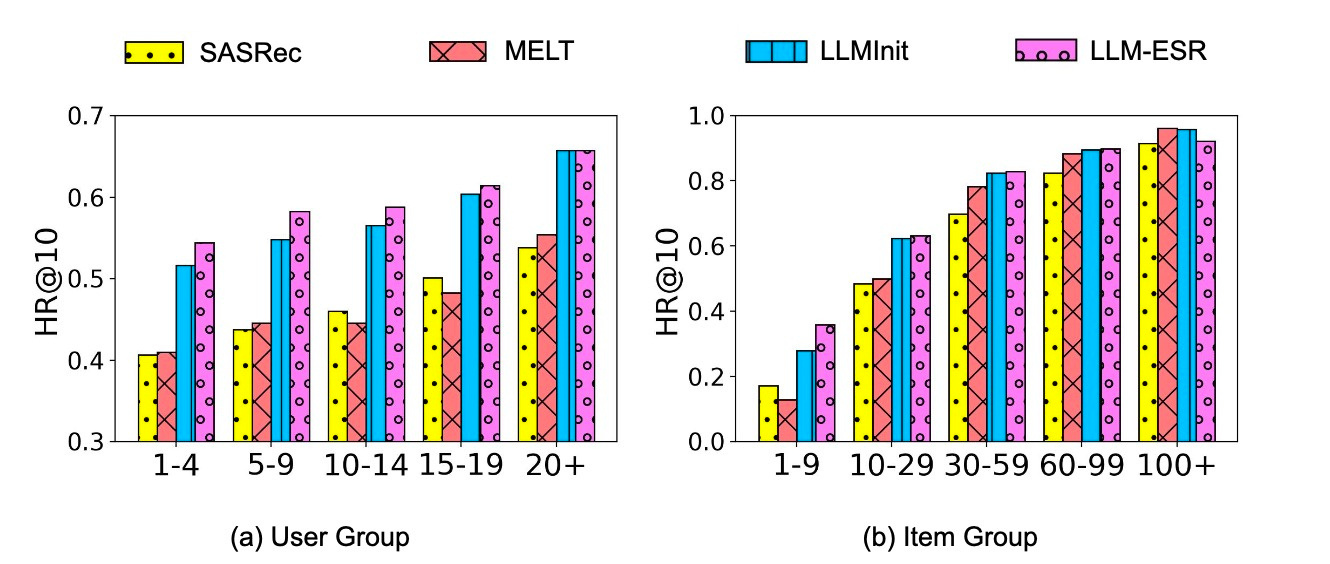 SASRec MELT LLMInit LLM-ESR
0.7
0.6
0.5
0.4
0.3
HR@10
1-4 5-9 10-14 15-19 20+
(a) User Group
1.0
0.8
0.6
0.4
0.2
0.0
HR@10
1-9 10-29 30-59 60-99 100+
(b) Item Group